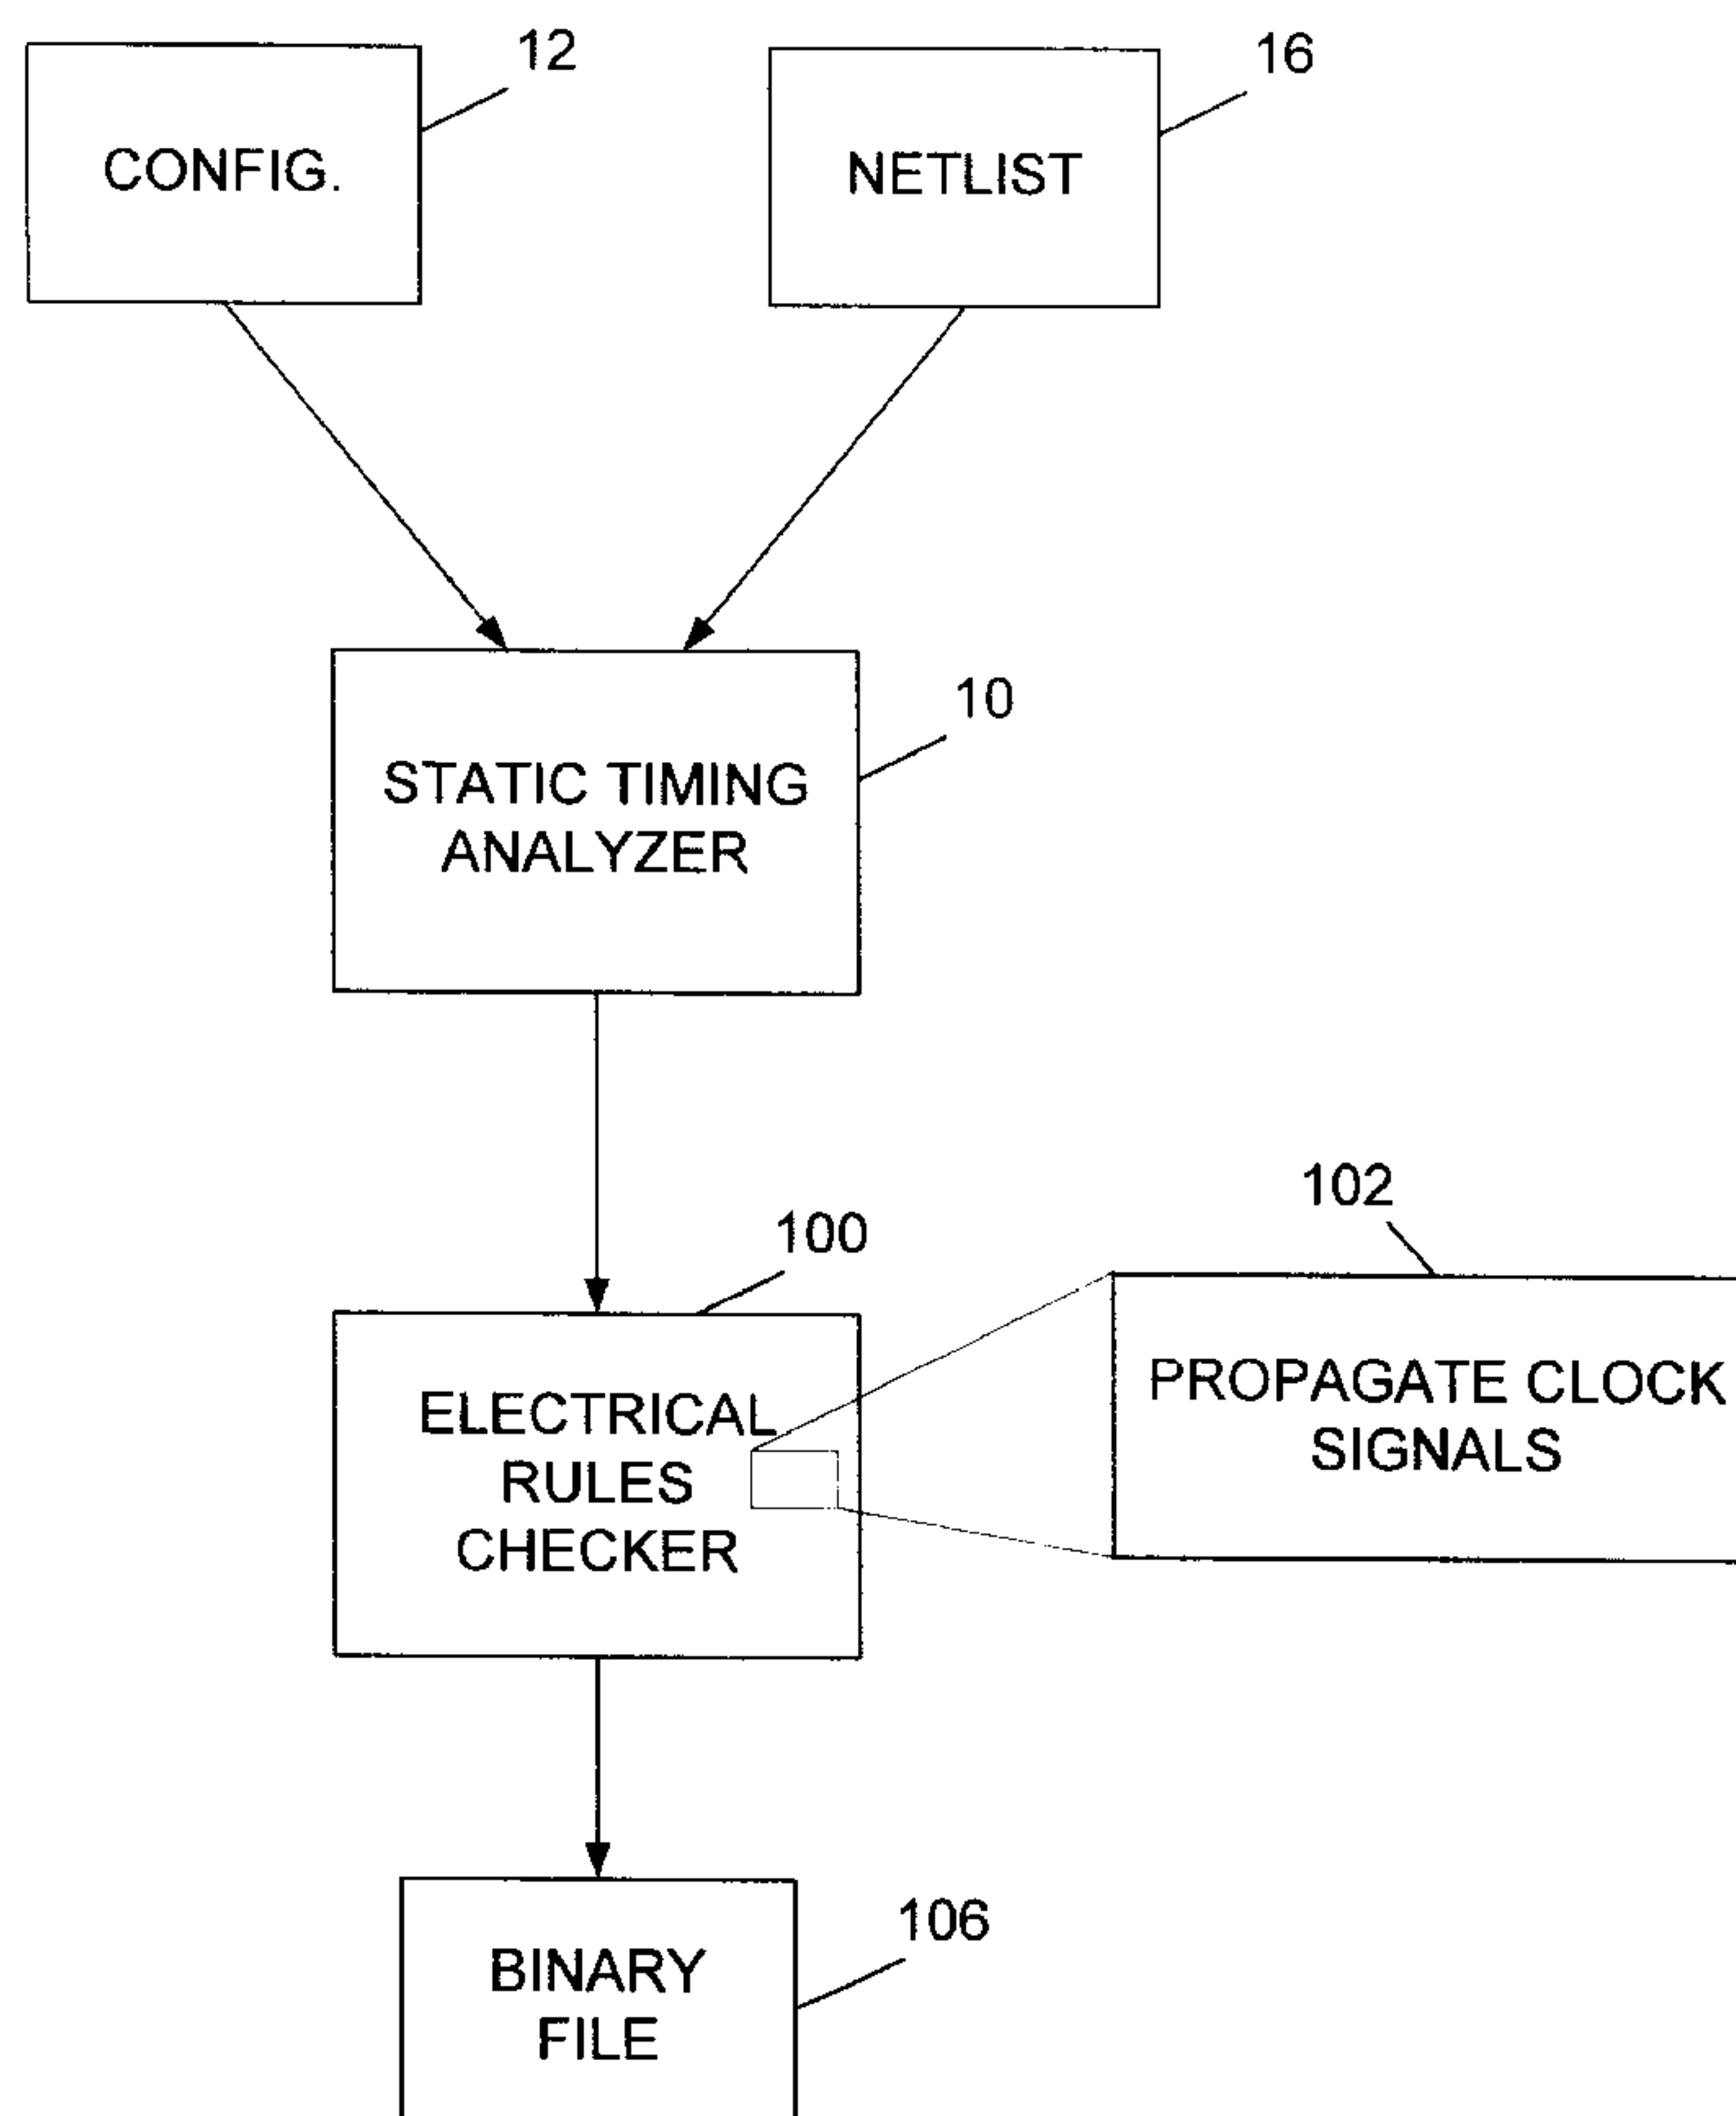 12
16
CONFIG.
NETLIST
10
STATIC TIMING
ANALYZER
102
100
PROPAGATE CLOCK
SIGNALS
ELECTRICAL
RULES
CHECKER
106
BINARY
FILE